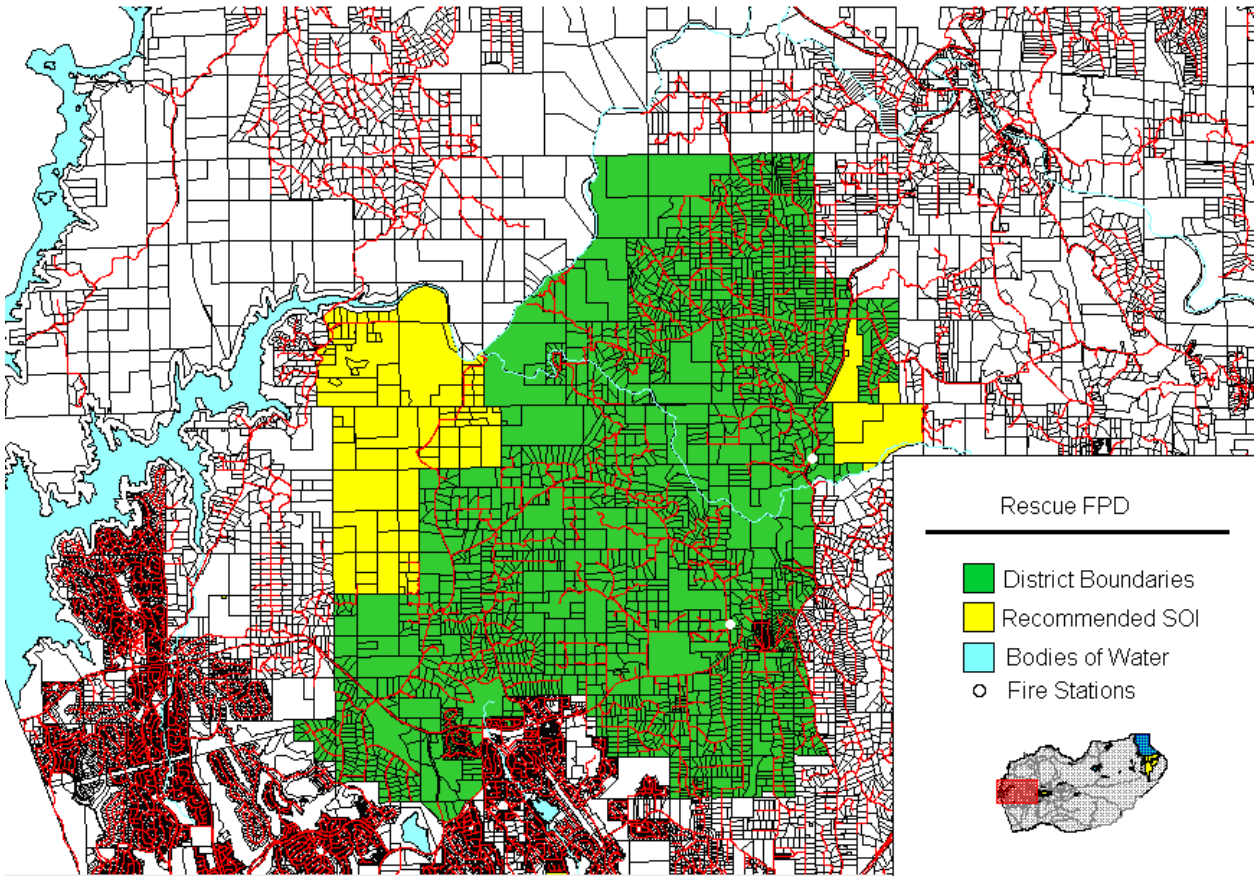 Rescue FPD
District Boundaries
Recommended SOI
Bodies of Water
Fire Stations